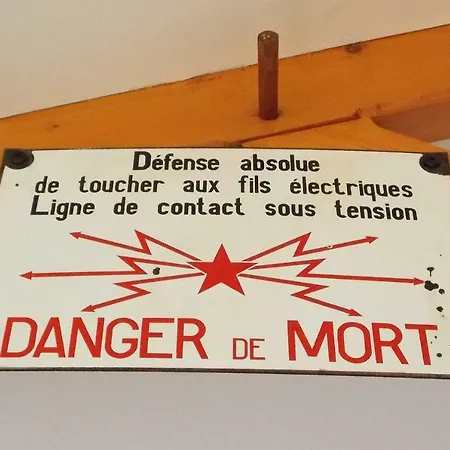 Défense absolue
de toucher aux fils électriques
Ligne de contact sous tension
DANGER DE MORT